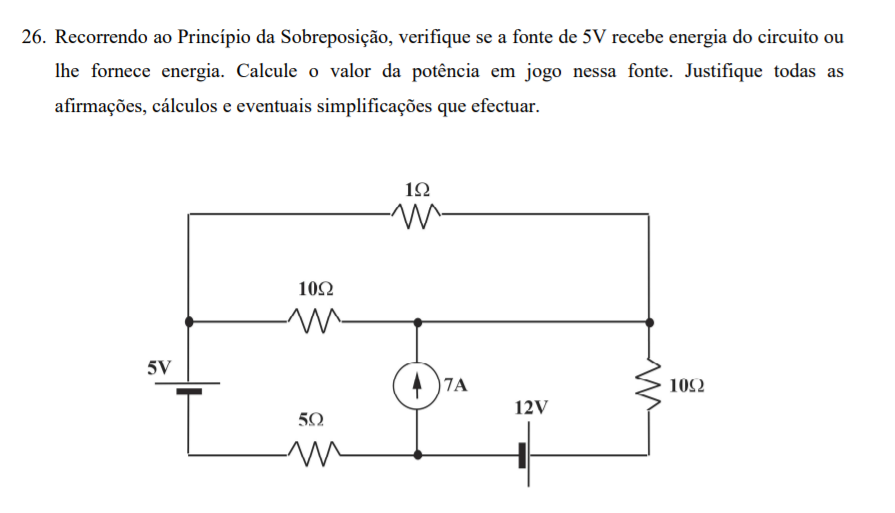 26. Recorrendo ao Princípio da Sobreposição, verifique se a fonte de 5V recebe energia do circuito ou
lhe fornece energia. Calcule o valor da potência em jogo nessa fonte. Justifique todas as
afirmações, cálculos e eventuais simplificações que efectuar.
1Ω
10Ω
5V
7A
10Ω
12V
5Ω